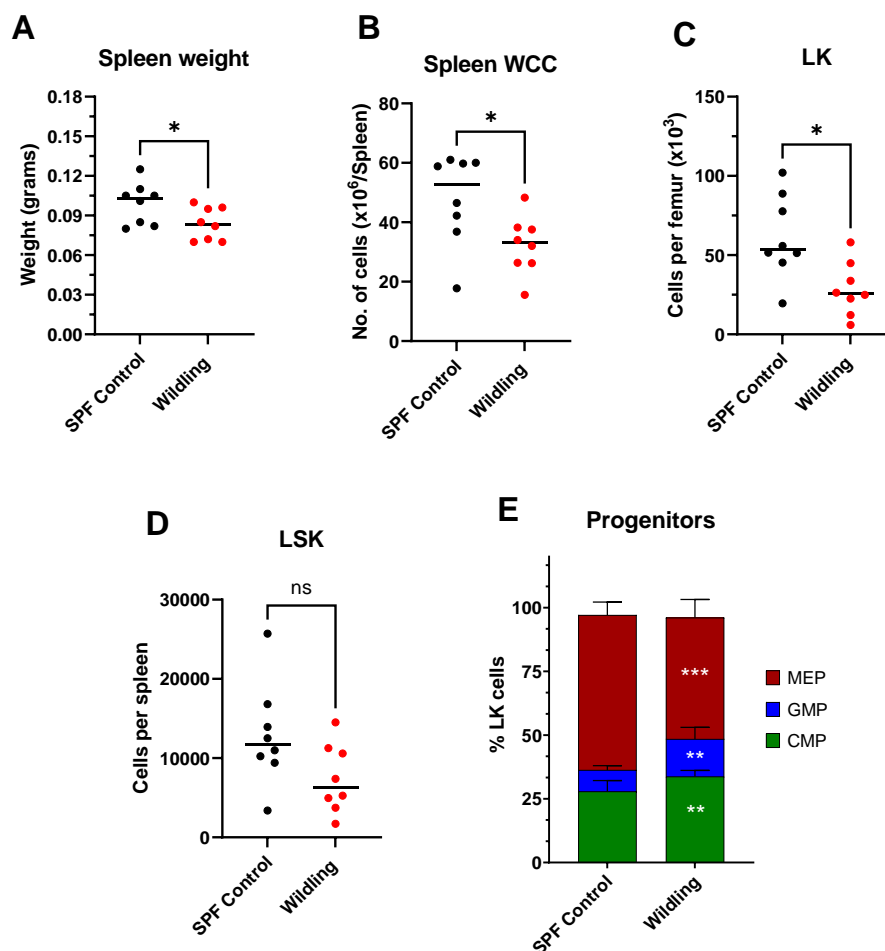 A
Spleen weight
Weight (grams)
0.18
0.15
0.12
0.09
0.06
0.03
0.00
*
SPF Control
Wildling
B
Spleen WCC
No. of cells (x10⁶/Spleen)
80
60
40
20
0
*
SPF Control
Wildling
C
LK
Cells per femur (x10³)
150
100
50
0
*
SPF Control
Wildling
D
LSK
Cells per spleen
30000
20000
10000
0
ns
SPF Control
Wildling
E
Progenitors
% LK cells
100
75
50
25
0
***
**
**
SPF Control
Wildling
MEP
GMP
CMP